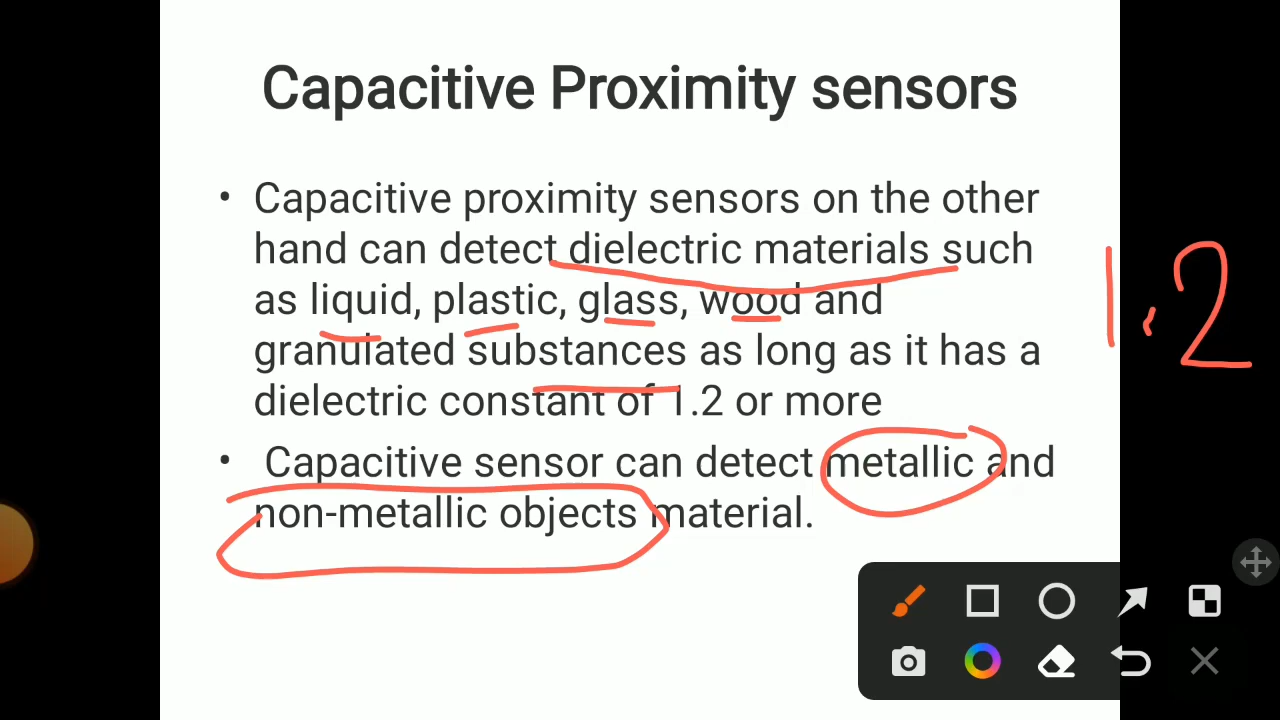 Capacitive Proximity sensors
• Capacitive proximity sensors on the other
hand can detect dielectric materials such
as liquid, plastic, glass, wood and
granulated substances as long as it has a
dielectric constant of 1.2 or more
• Capacitive sensor can detect metallic and
non-metallic objects material.
1.2